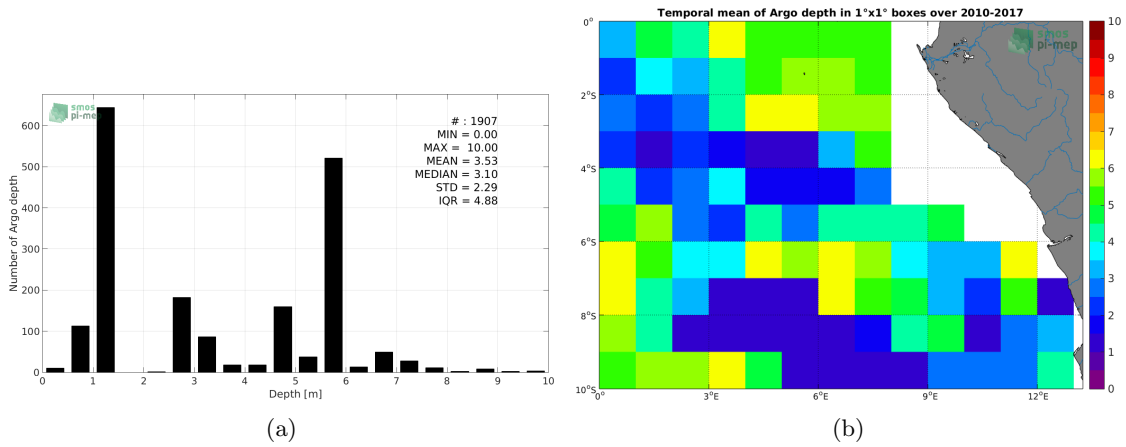 smos
pi-mep
# : 1907
MIN = 0.00
MAX = 10.00
MEAN = 3.53
MEDIAN = 3.10
STD = 2.29
IQR = 4.88
Number of Argo depth
600
500
400
300
200
100
0
0 1 2 3 4 5 6 7 8 9 10
Depth [m]
(a)
Temporal mean of Argo depth in 1°x1° boxes over 2010-2017
smos
pi-mep
0°
2°S
4°S
6°S
8°S
10°S
0° 3°E 6°E 9°E 12°E
10
9
8
7
6
5
4
3
2
1
0
(b)